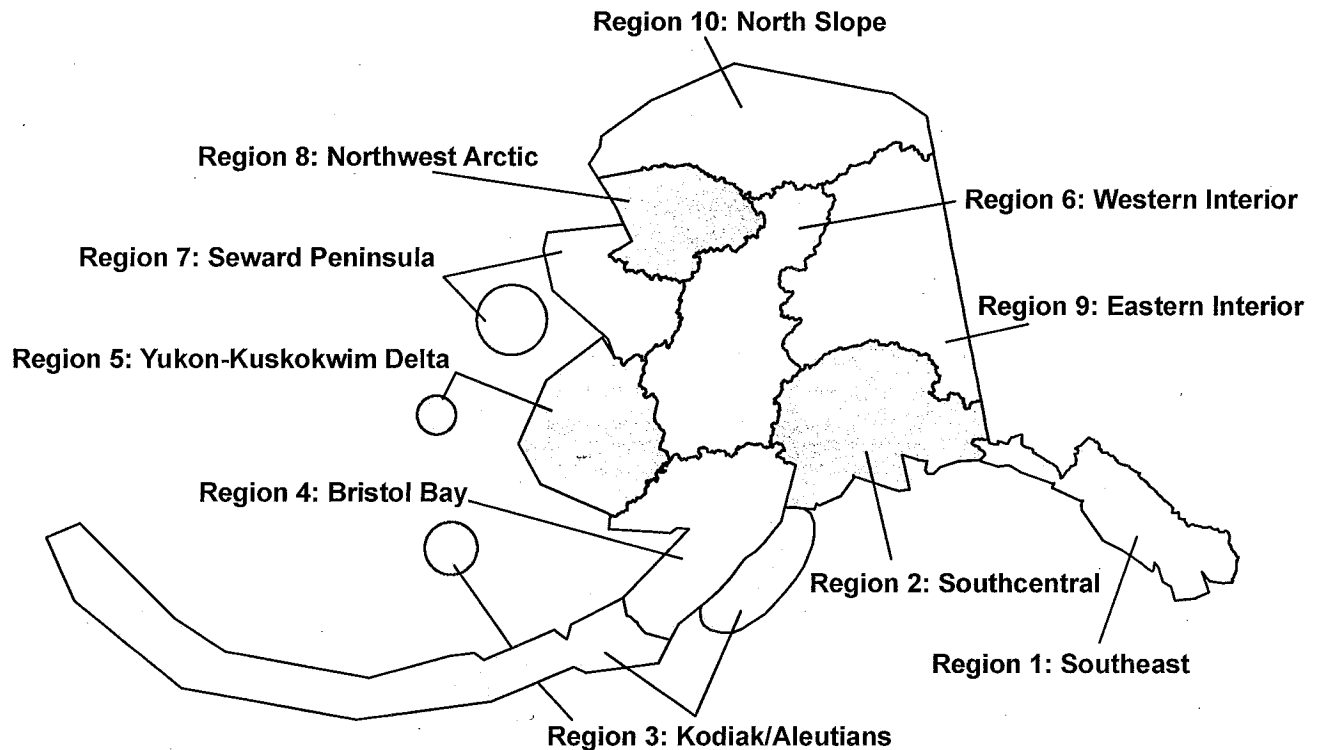 Region 10: North Slope
Region 8: Northwest Arctic
Region 6: Western Interior
Region 7: Seward Peninsula
Region 9: Eastern Interior
Region 5: Yukon-Kuskokwim Delta
Region 4: Bristol Bay
Region 2: Southcentral
Region 1: Southeast
Region 3: Kodiak/Aleutians